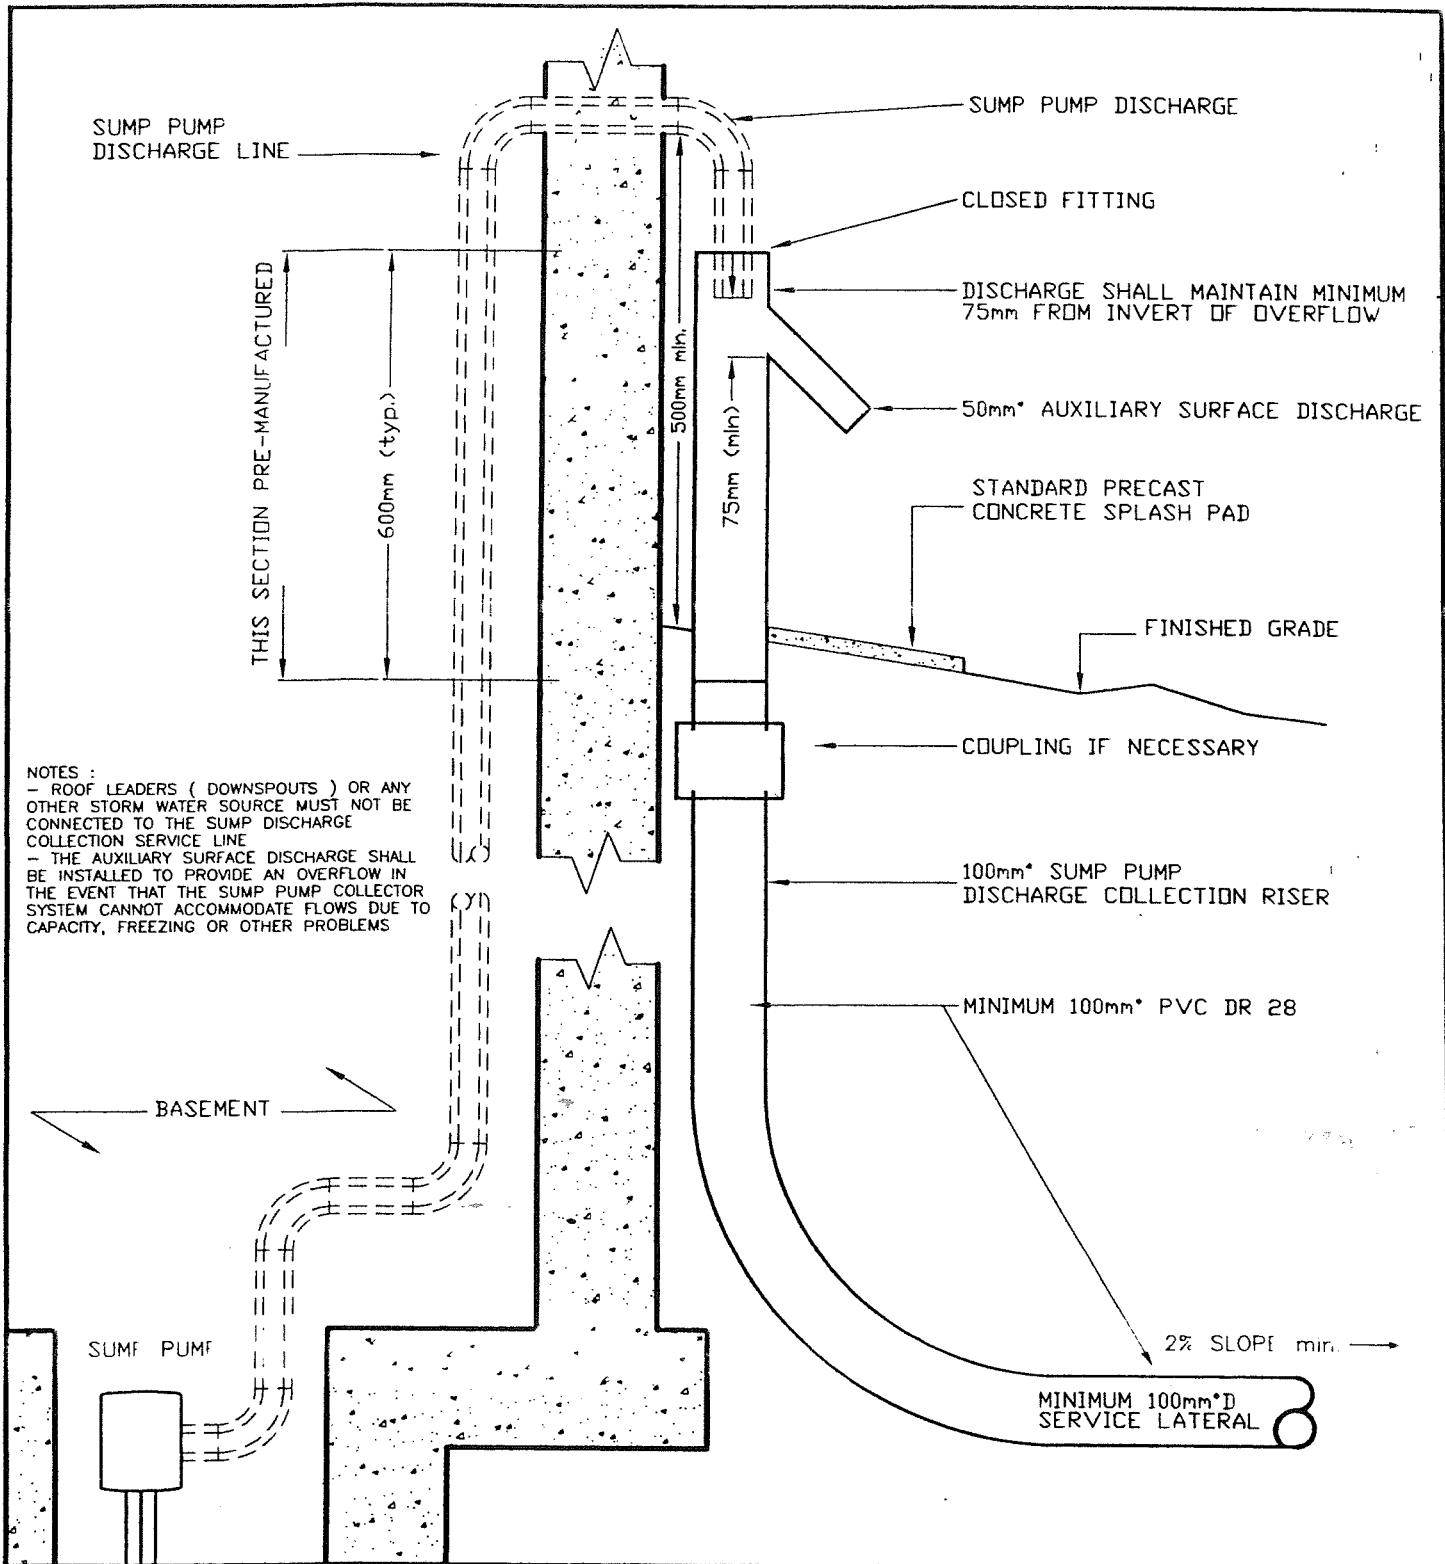 SUMP PUMP
DISCHARGE LINE
SUMP PUMP DISCHARGE
CLOSED FITTING
THIS SECTION PRE-MANUFACTURED
600mm (typ.)
500mm min.
75mm (min)
DISCHARGE SHALL MAINTAIN MINIMUM
75mm FROM INVERT OF OVERFLOW
50mm° AUXILIARY SURFACE DISCHARGE
STANDARD PRECAST
CONCRETE SPLASH PAD
FINISHED GRADE
COUPLING IF NECESSARY
NOTES :
- ROOF LEADERS ( DOWNSPOUTS ) OR ANY
OTHER STORM WATER SOURCE MUST NOT BE
CONNECTED TO THE SUMP DISCHARGE
COLLECTION SERVICE LINE
- THE AUXILIARY SURFACE DISCHARGE SHALL
BE INSTALLED TO PROVIDE AN OVERFLOW IN
THE EVENT THAT THE SUMP PUMP COLLECTOR
SYSTEM CANNOT ACCOMMODATE FLOWS DUE TO
CAPACITY, FREEZING OR OTHER PROBLEMS
100mm° SUMP PUMP
DISCHARGE COLLECTION RISER
MINIMUM 100mm° PVC DR 28
BASEMENT
SUMP PUMP
2% SLOPE min.
MINIMUM 100mm°D
SERVICE LATERAL